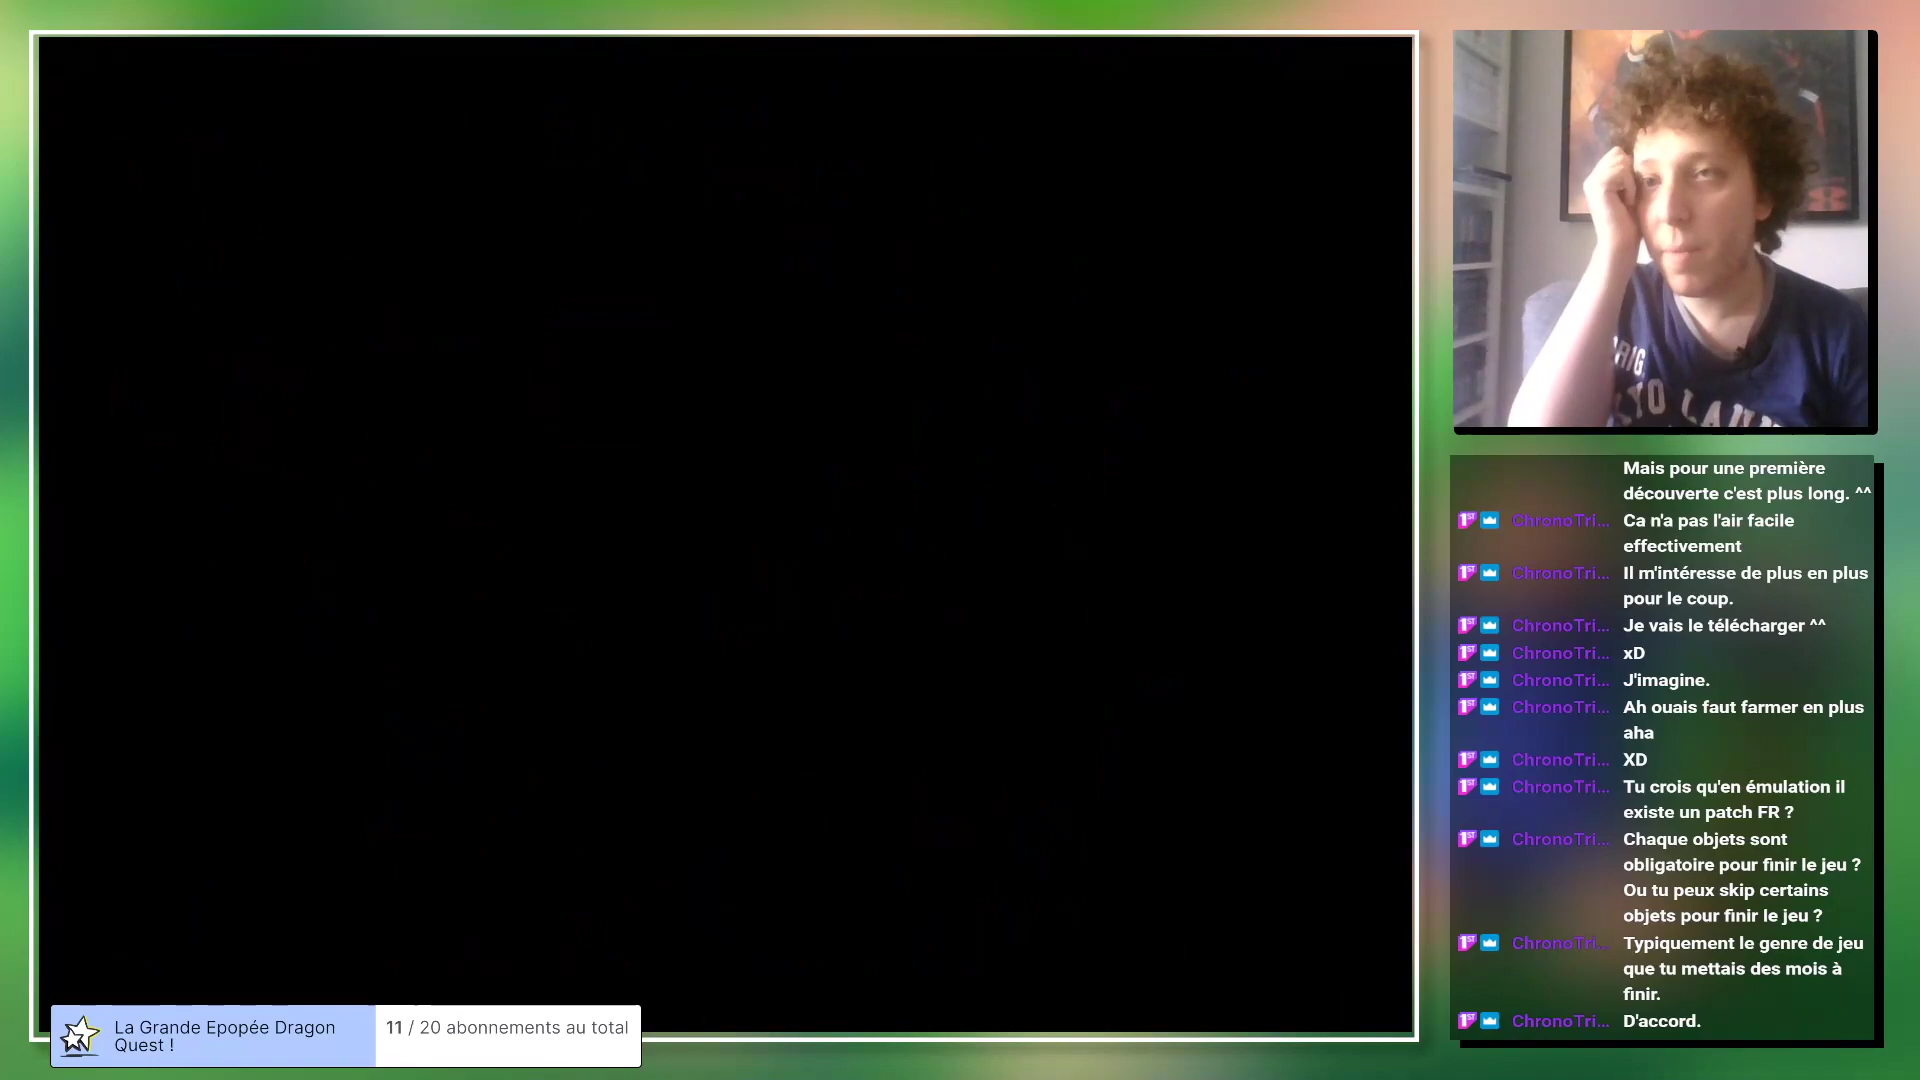 Mais pour une première
découverte c'est plus long. ^^
ChronoTri... Ca n'a pas l'air facile
effectivement
ChronoTri... Il m'intéresse de plus en plus
pour le coup.
ChronoTri... Je vais le télécharger ^^
ChronoTri... xD
ChronoTri... J'imagine.
ChronoTri... Ah ouais faut farmer en plus
aha
ChronoTri... XD
ChronoTri... Tu crois qu'en émulation il
existe un patch FR ?
ChronoTri... Chaque objets sont
obligatoire pour finir le jeu ?
Ou tu peux skip certains
objets pour finir le jeu ?
ChronoTri... Typiquement le genre de jeu
que tu mettais des mois à
finir.
ChronoTri... D'accord.
La Grande Epopée Dragon
Quest !
11 / 20 abonnements au total